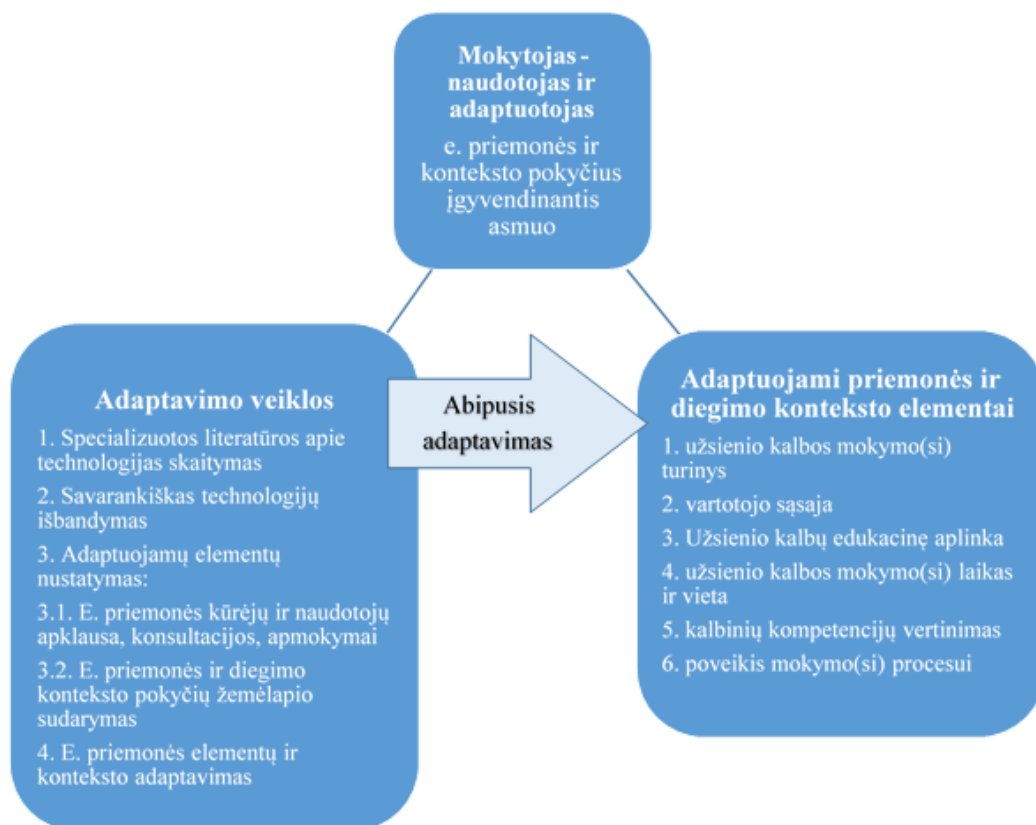 Mokytojas -
naudotojas ir
adaptuotojas
e. priemonės ir
konteksto pokyčius
įgyvendinantis
asmuo
Adaptavimo veiklos
1. Specializuotos literatūros apie
technologijas skaitymas
2. Savarankiškas technologijų
išbandymas
3. Adaptuojamų elementų
nustatymas:
3.1. E. priemonės kūrėjų ir naudotojų
apklausa, konsultacijos, apmokymai
3.2. E. priemonės ir diegimo
konteksto pokyčių žemėlapio
sudarymas
4. E. priemonės elementų ir
konteksto adaptavimas
Abipusis
adaptavimas
Adaptuojami priemonės ir
diegimo konteksto elementai
1. užsienio kalbos mokymo(si)
turinys
2. vartotojo sąsaja
3. Užsienio kalbų edukacinę aplinka
4. užsienio kalbos mokymo(si) laikas
ir vieta
5. kalbinių kompetencijų vertinimas
6. poveikis mokymo(si) procesui